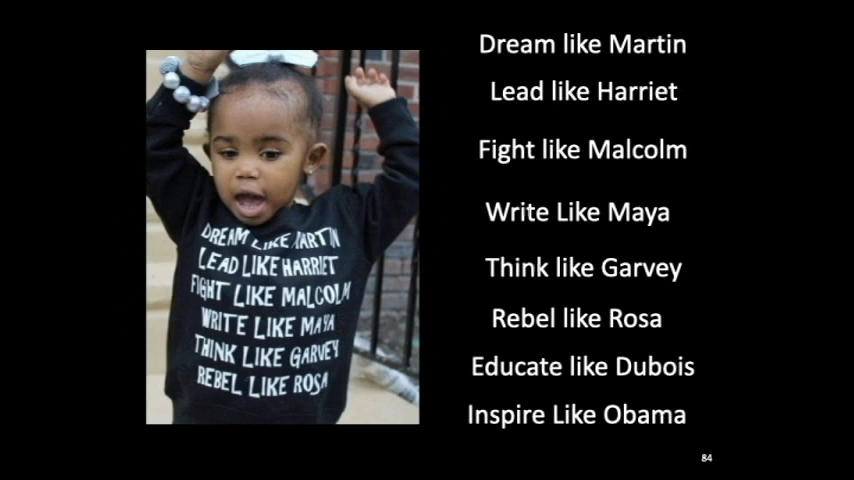 DREAM LIKE MARTIN
LEAD LIKE HARRIET
FIGHT LIKE MALCOLM
WRITE LIKE MAYA
THINK LIKE GARVEY
REBEL LIKE ROSA
Dream like Martin
Lead like Harriet
Fight like Malcolm
Write Like Maya
Think like Garvey
Rebel like Rosa
Educate like Dubois
Inspire Like Obama
84